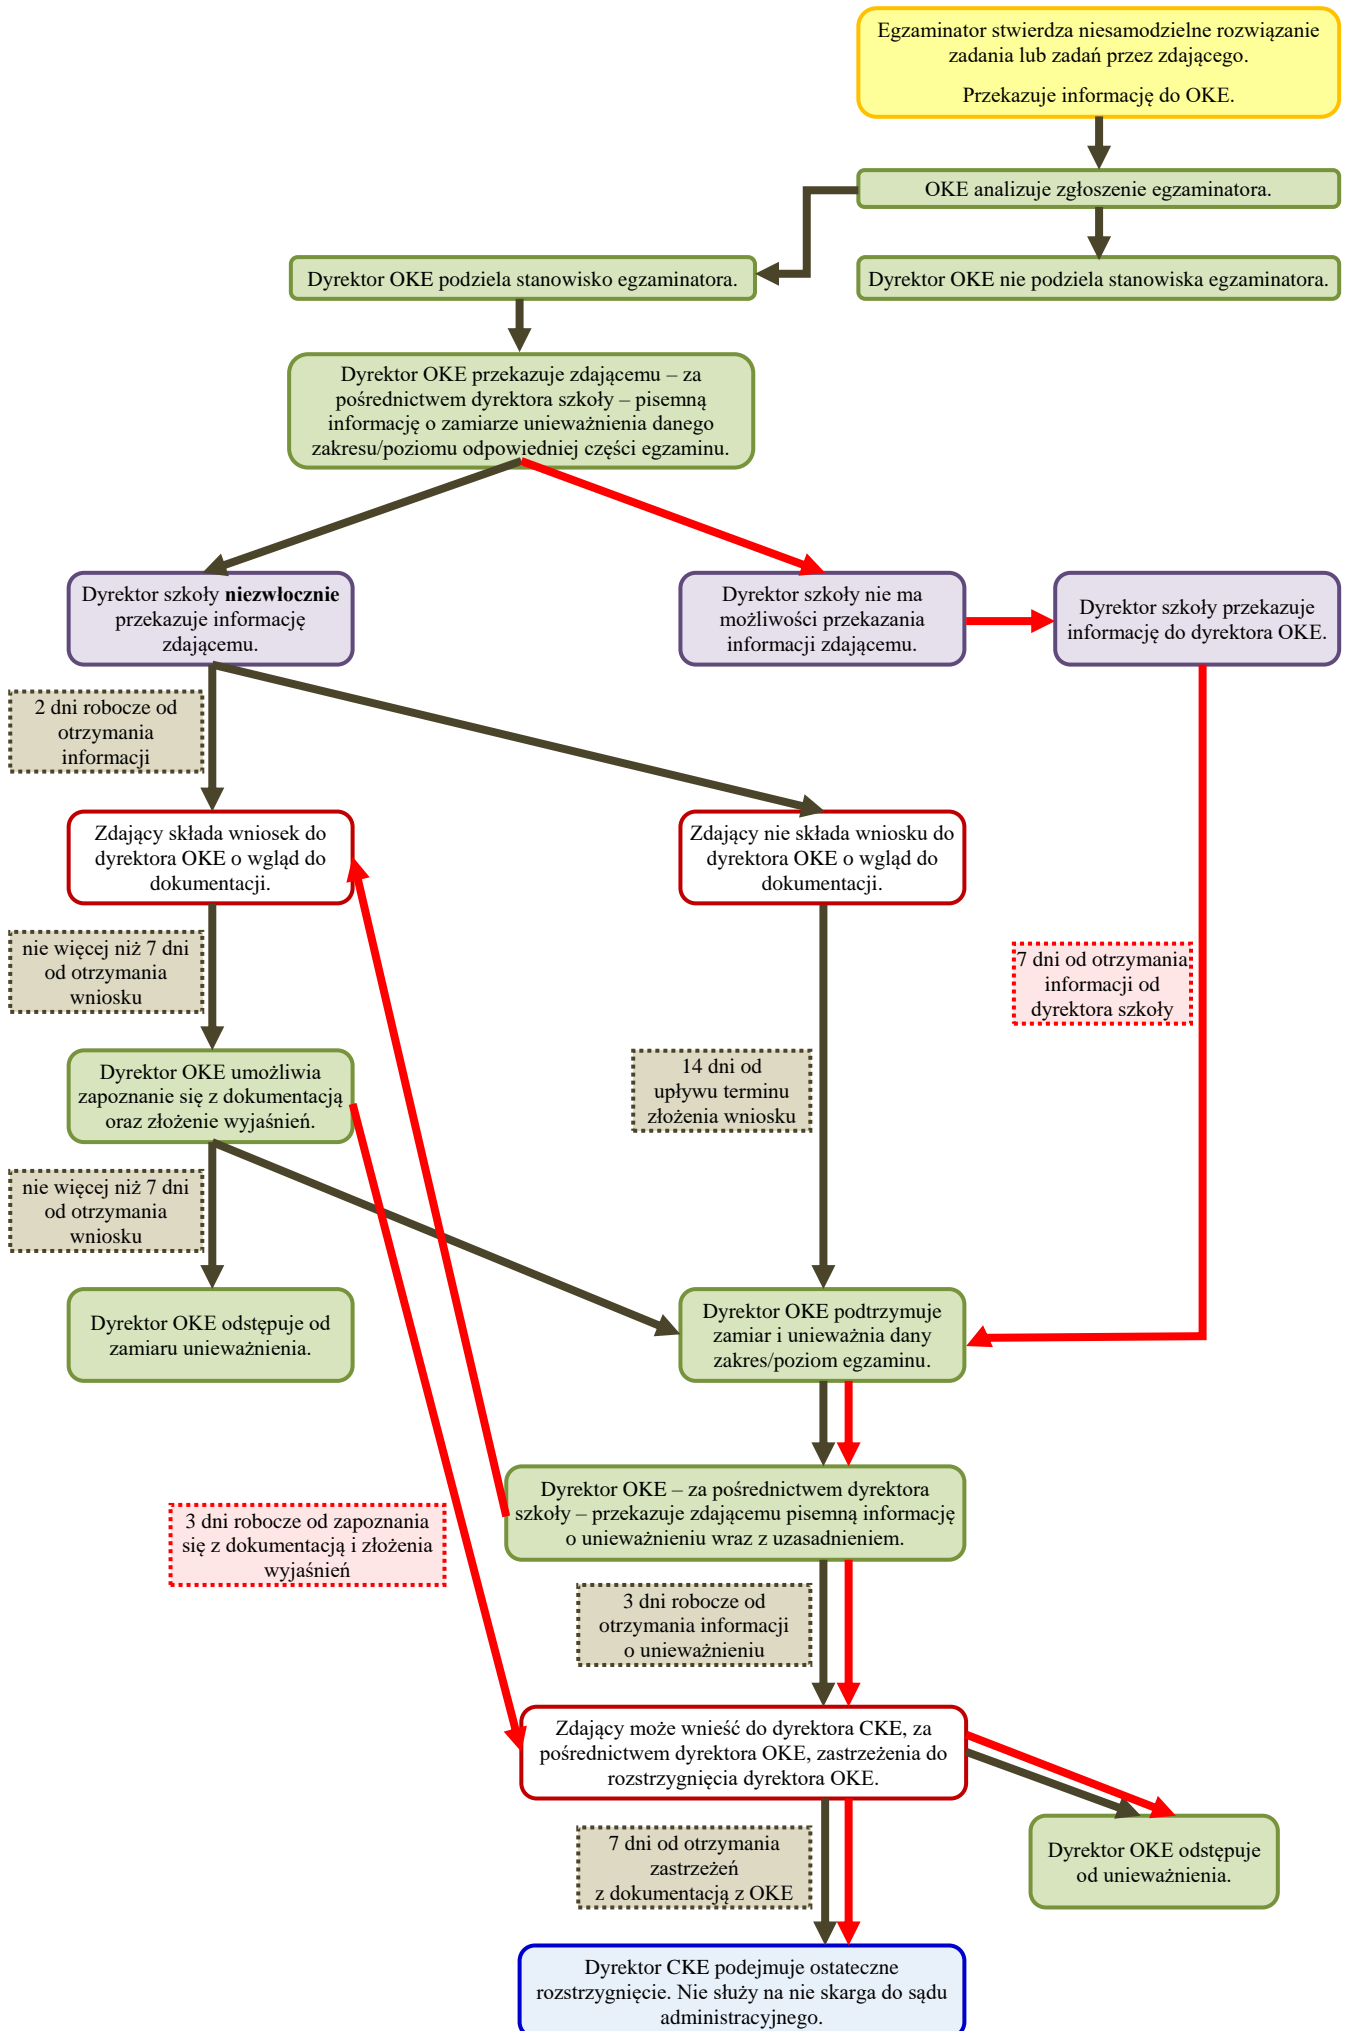 Egzaminator stwierdza niesamodzielne rozwiązanie
zadania lub zadań przez zdającego.
Przekazuje informację do OKE.
OKE analizuje zgłoszenie egzaminatora.
Dyrektor OKE podziela stanowisko egzaminatora.
Dyrektor OKE nie podziela stanowiska egzaminatora.
Dyrektor OKE przekazuje zdającemu – za
pośrednictwem dyrektora szkoły – pisemną
informację o zamiarze unieważnienia danego
zakresu/poziomu odpowiedniej części egzaminu.
Dyrektor szkoły niezwłocznie
przekazuje informację
zdającemu.
Dyrektor szkoły nie ma
możliwości przekazania
informacji zdającemu.
Dyrektor szkoły przekazuje
informację do dyrektora OKE.
2 dni robocze od
otrzymania
informacji
Zdający składa wniosek do
dyrektora OKE o wgląd do
dokumentacji.
Zdający nie składa wniosku do
dyrektora OKE o wgląd do
dokumentacji.
nie więcej niż 7 dni
od otrzymania
wniosku
7 dni od otrzymania
informacji od
dyrektora szkoły
Dyrektor OKE umożliwia
zapoznanie się z dokumentacją
oraz złożenie wyjaśnień.
14 dni od
upływu terminu
złożenia wniosku
nie więcej niż 7 dni
od otrzymania
wniosku
Dyrektor OKE odstępuje od
zamiaru unieważnienia.
Dyrektor OKE podtrzymuje
zamiar i unieważnia dany
zakres/poziom egzaminu.
Dyrektor OKE – za pośrednictwem dyrektora
szkoły – przekazuje zdającemu pisemną informację
o unieważnieniu wraz z uzasadnieniem.
3 dni robocze od zapoznania
się z dokumentacją i złożenia
wyjaśnień
3 dni robocze od
otrzymania informacji
o unieważnieniu
Zdający może wnieść do dyrektora CKE, za
pośrednictwem dyrektora OKE, zastrzeżenia do
rozstrzygnięcia dyrektora OKE.
7 dni od otrzymania
zastrzeżeń
z dokumentacją z OKE
Dyrektor OKE odstępuje
od unieważnienia.
Dyrektor CKE podejmuje ostateczne
rozstrzygnięcie. Nie służy na nie skarga do sądu
administracyjnego.